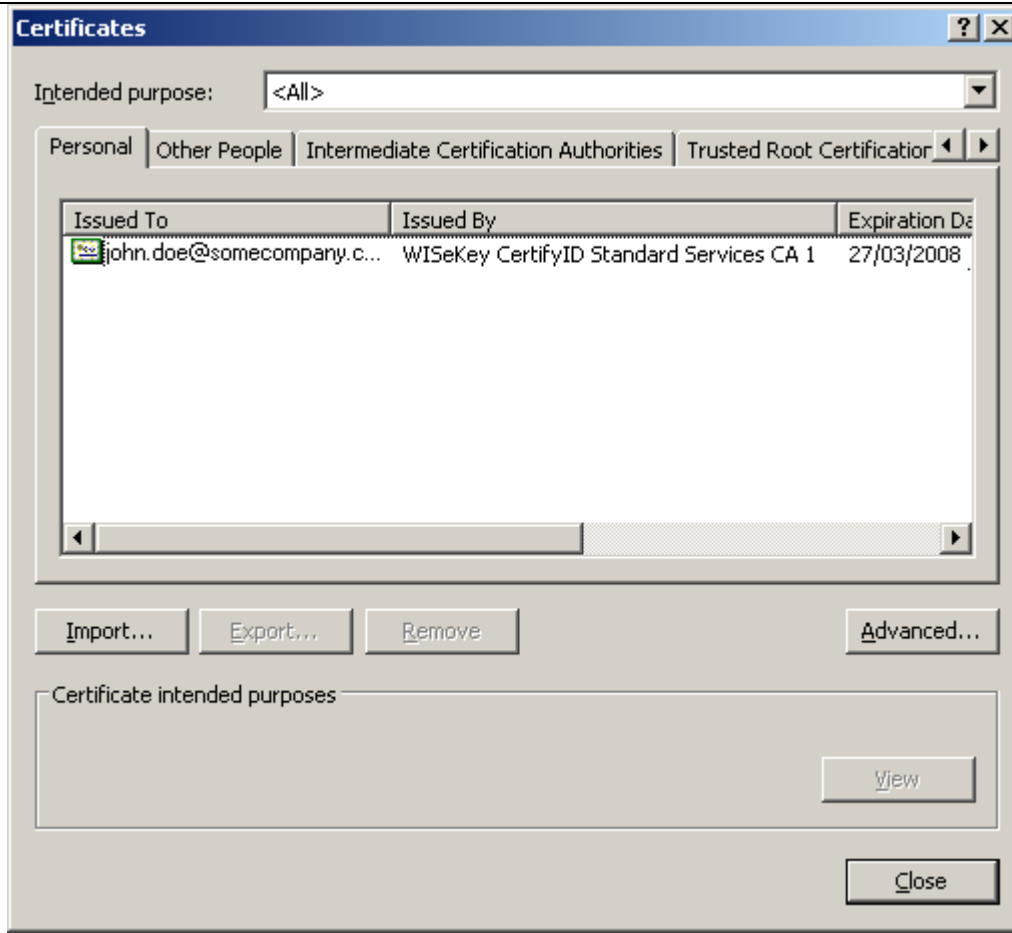 Certificates
Intended purpose: <All>
Personal Other People Intermediate Certification Authorities Trusted Root Certification
Issued To Issued By Expiration Da
john.doe@somecompany.c... WISeKey CertifyID Standard Services CA 1 27/03/2008
Import... Export... Remove Advanced...
Certificate intended purposes
View
Close